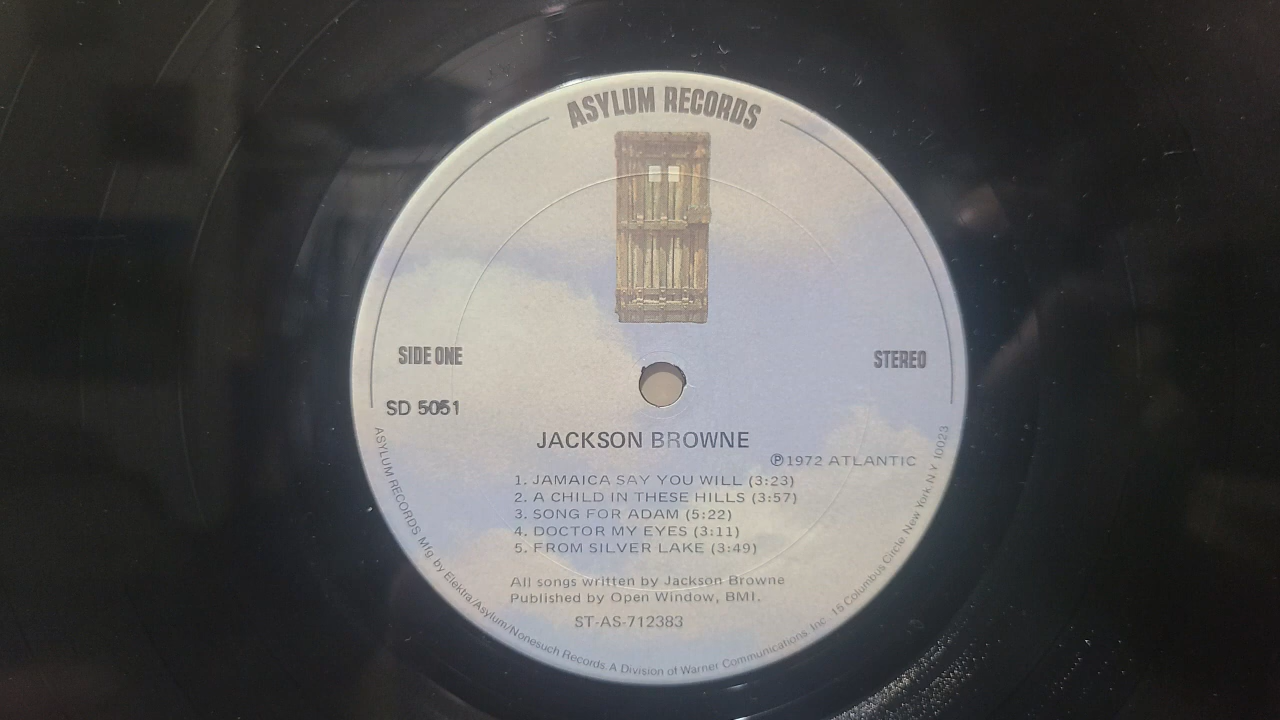 ASYLUM RECORDS
SIDE ONE
STEREO
SD 5051
JACKSON BROWNE
℗1972 ATLANTIC
1. JAMAICA SAY YOU WILL (3:23)
2. A CHILD IN THESE HILLS (3:57)
3. SONG FOR ADAM (5:22)
4. DOCTOR MY EYES (3:11)
5. FROM SILVER LAKE (3:49)
All songs written by Jackson Browne
Published by Open Window, BMI.
ST-AS-712383
ASYLUM RECORDS Mfg by Elektra/Asylum/Nonesuch Records. A Division of Warner Communications, Inc. 15 Columbus Circle, New York, N Y 10023